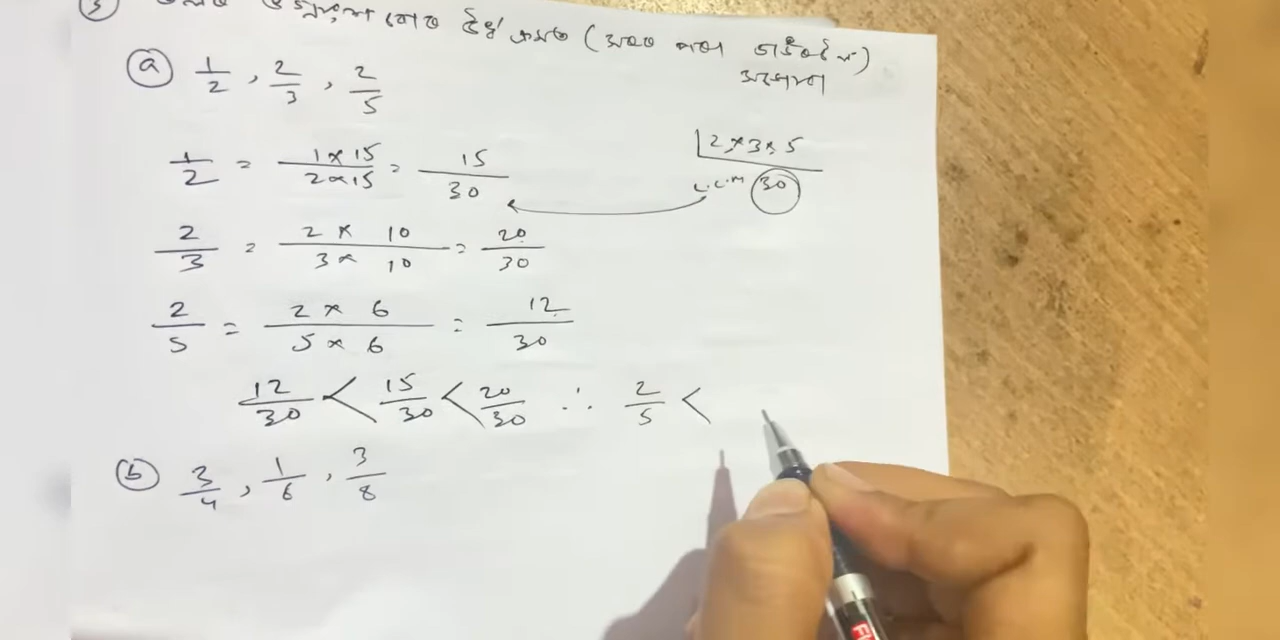 ⓐ 1/2 , 2/3 , 2/5
1/2 = 1 × 15 / 2 × 15 = 15/30
⌊2 × 3 × 5
L.C.M 30
2/3 = 2 × 10 / 3 × 10 = 20/30
2/5 = 2 × 6 / 5 × 6 = 12/30
12/30 < 15/30 < 20/30 ∴ 2/5 <
ⓑ 3/4 , 1/6 , 3/8